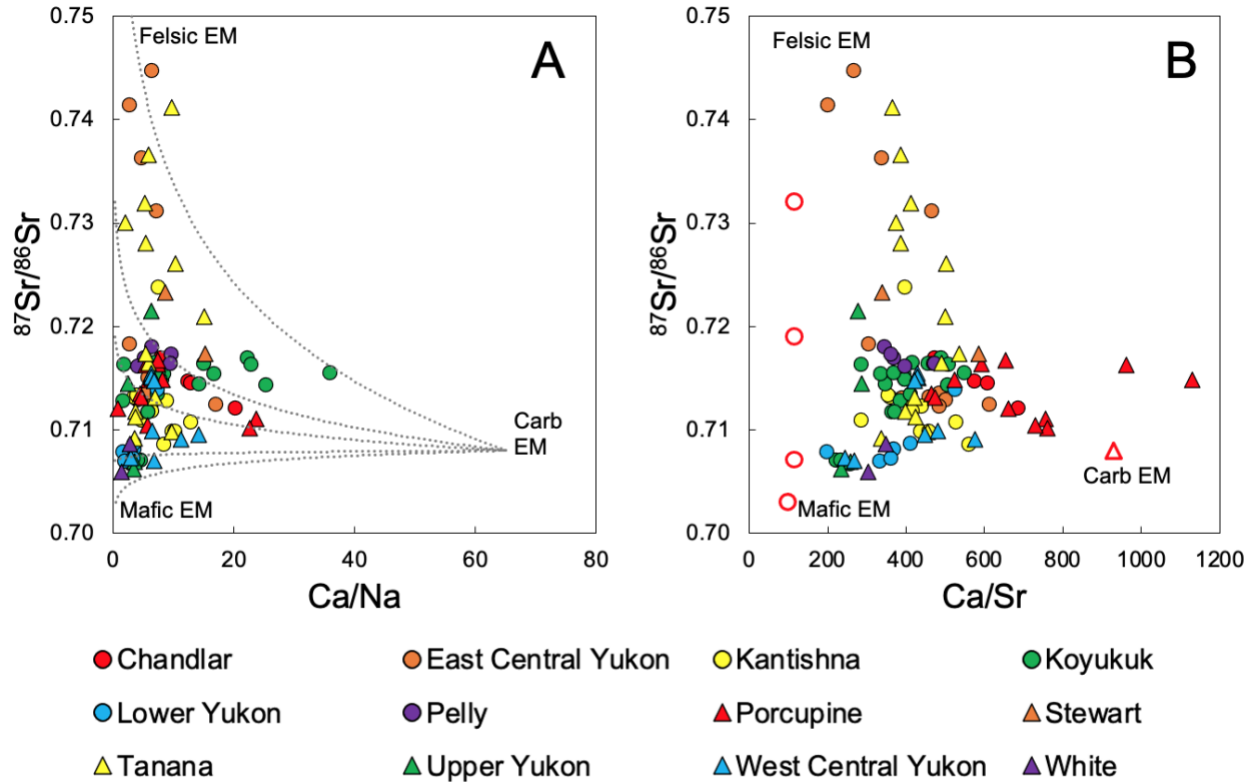 0.75
0.74
0.73
0.72
0.71
0.70
⁸⁷Sr/⁸⁶Sr
Felsic EM
A
Carb
EM
Mafic EM
0 20 40 60 80
Ca/Na
0.75
0.74
0.73
0.72
0.71
0.70
⁸⁷Sr/⁸⁶Sr
Felsic EM
B
Carb EM
Mafic EM
0 200 400 600 800 1000 1200
Ca/Sr
Chandlar East Central Yukon Kantishna Koyukuk
Lower Yukon Pelly Porcupine Stewart
Tanana Upper Yukon West Central Yukon White